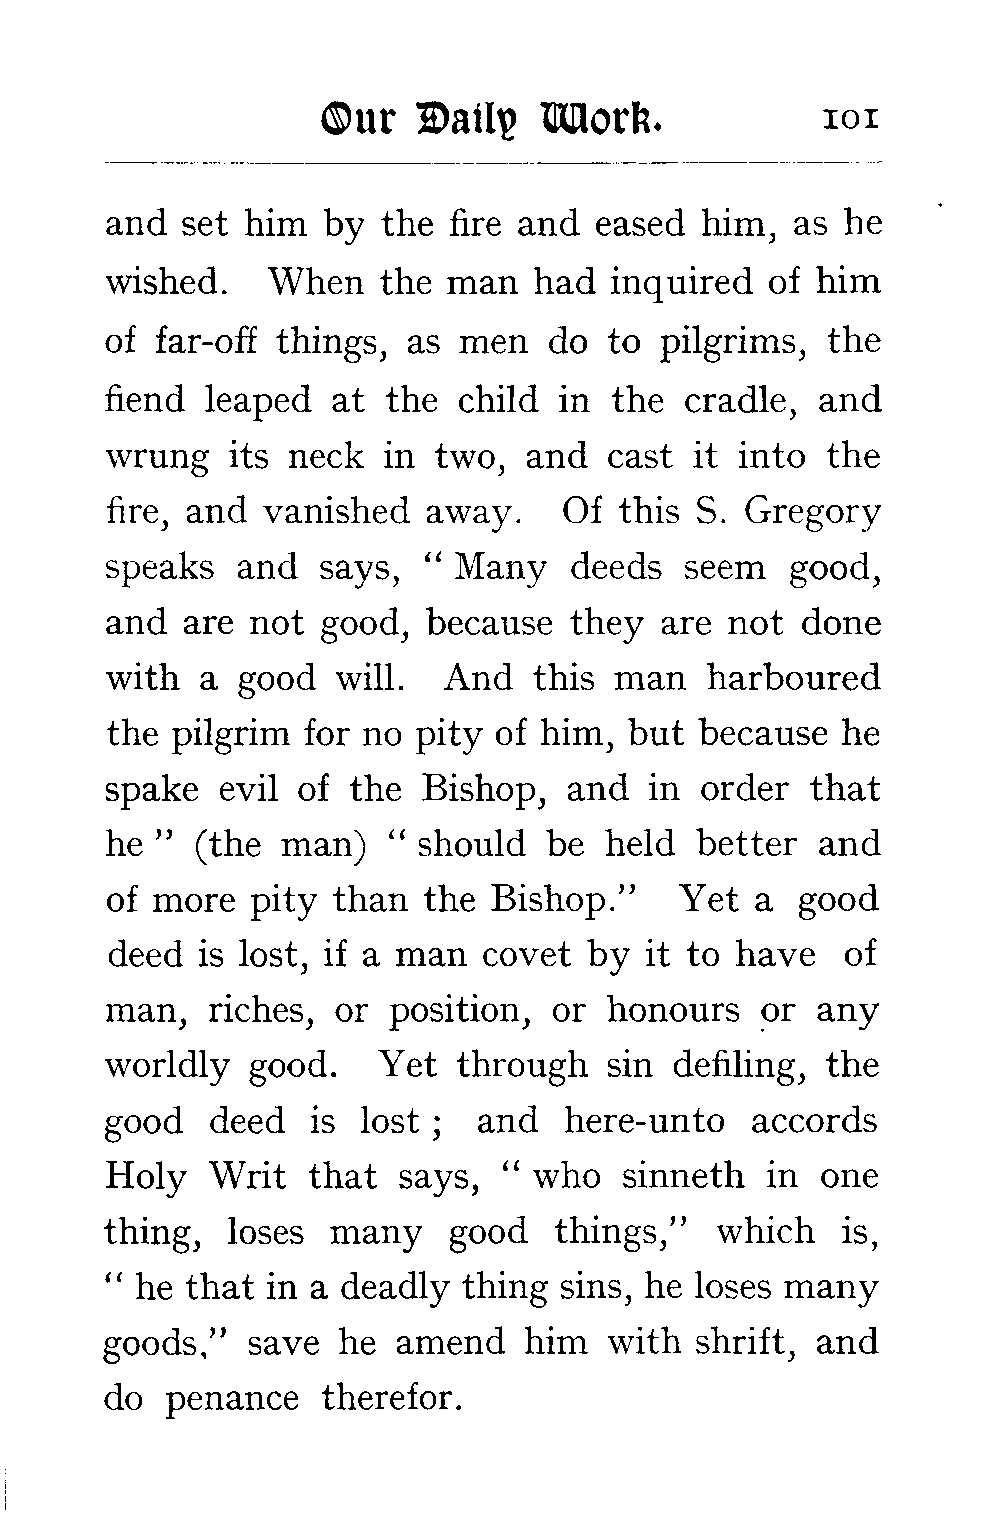 Our Daily Work. 101
and set him by the fire and eased him, as he
wished. When the man had inquired of him
of far-off things, as men do to pilgrims, the
fiend leaped at the child in the cradle, and
wrung its neck in two, and cast it into the
fire, and vanished away. Of this S. Gregory
speaks and says, “ Many deeds seem good,
and are not good, because they are not done
with a good will. And this man harboured
the pilgrim for no pity of him, but because he
spake evil of the Bishop, and in order that
he ” (the man) “ should be held better and
of more pity than the Bishop.” Yet a good
deed is lost, if a man covet by it to have of
man, riches, or position, or honours or any
worldly good. Yet through sin defiling, the
good deed is lost ; and here-unto accords
Holy Writ that says, “ who sinneth in one
thing, loses many good things,” which is,
“ he that in a deadly thing sins, he loses many
goods,” save he amend him with shrift, and
do penance therefor.